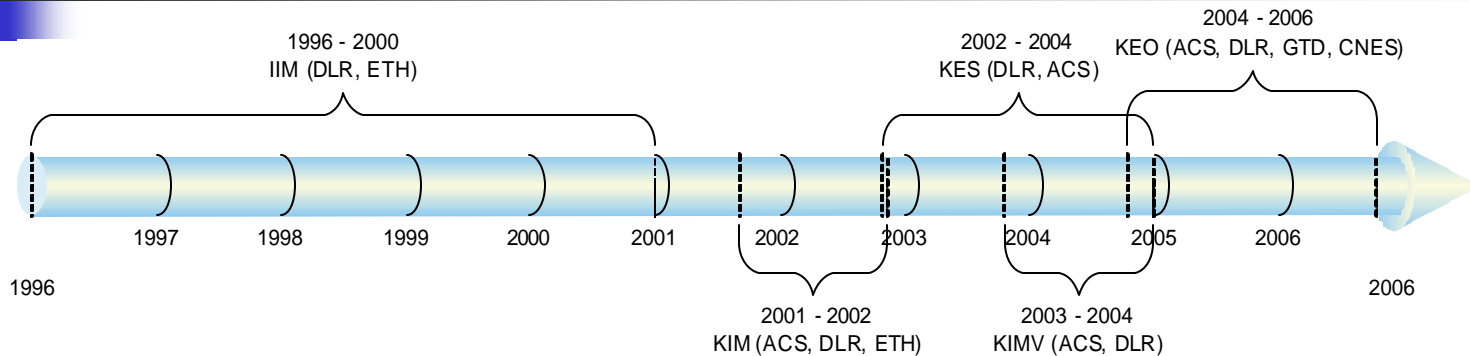 1996 - 2000
IIM (DLR, ETH)
2002 - 2004
KES (DLR, ACS)
2004 - 2006
KEO (ACS, DLR, GTD, CNES)
1997
1998
1999
2000
2001
2002
2003
2004
2005
2006
1996
2006
2001 - 2002
KIM (ACS, DLR, ETH)
2003 - 2004
KIMV (ACS, DLR)